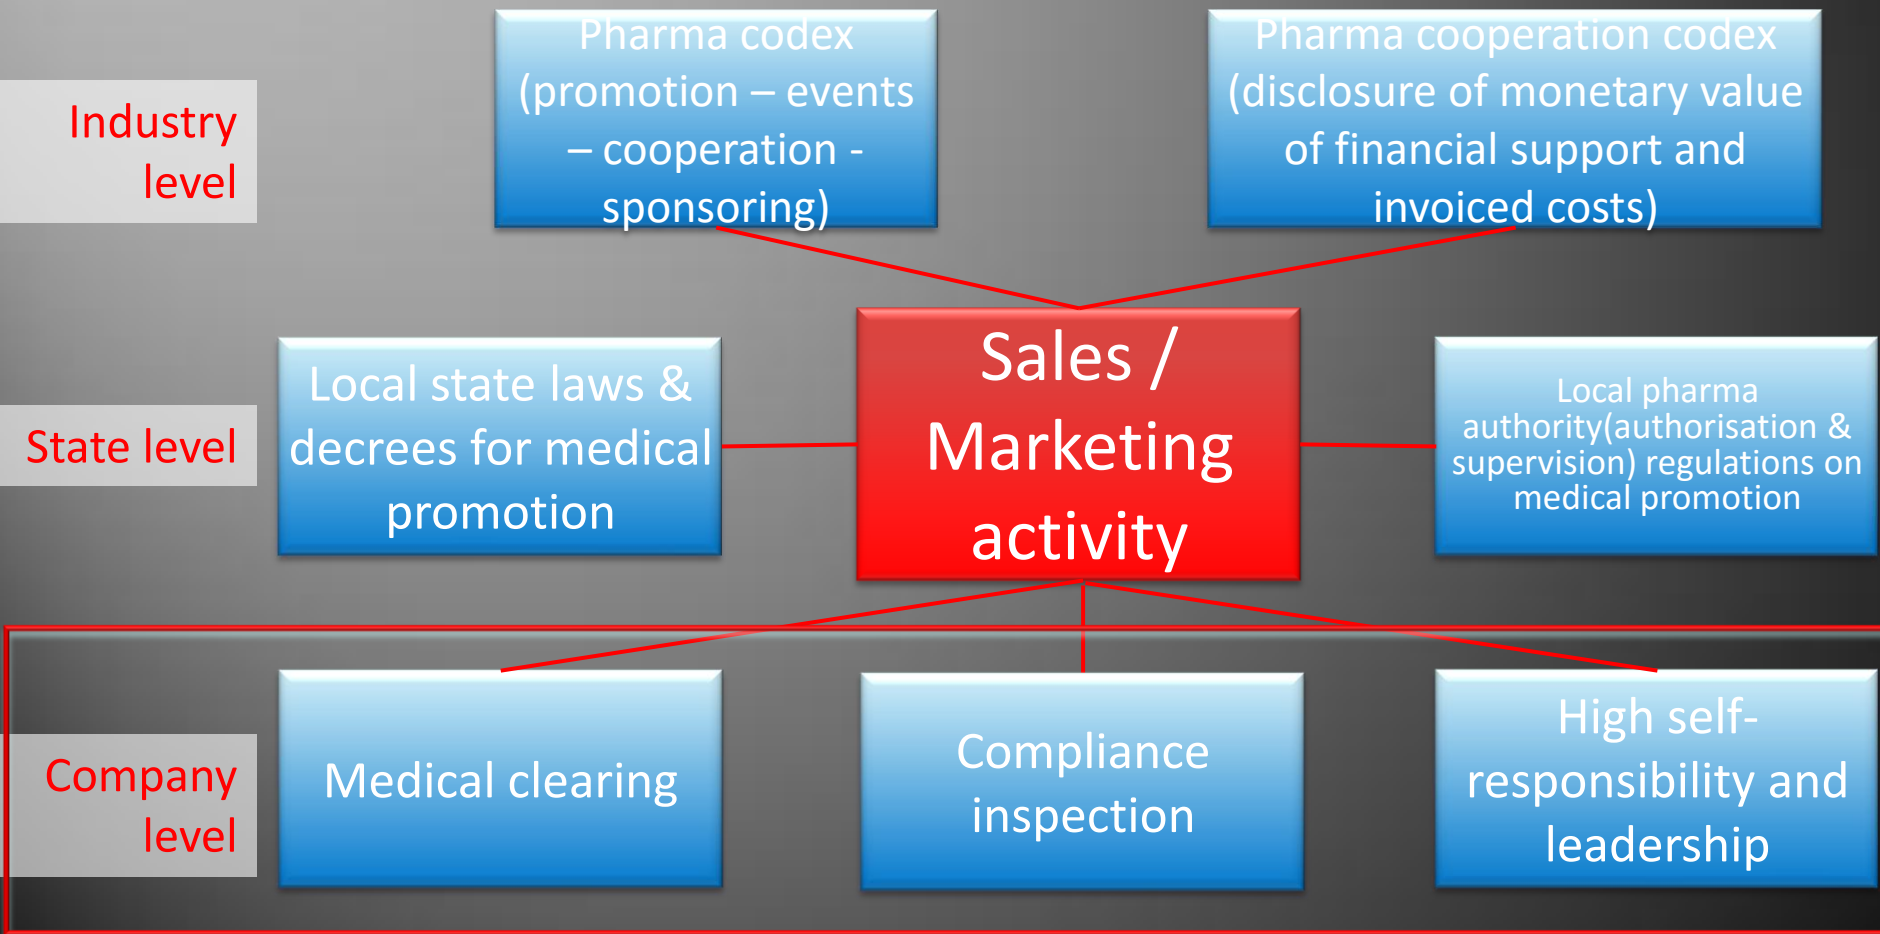 Pharma codex
(promotion – events
– cooperation -
sponsoring)
Pharma cooperation codex
(disclosure of monetary value
of financial support and
invoiced costs)
Industry
level
State level
Local state laws &
decrees for medical
promotion
Sales /
Marketing
activity
Local pharma
authority(authorisation &
supervision) regulations on
medical promotion
Company
level
Medical clearing
Compliance
inspection
High self-
responsibility and
leadership